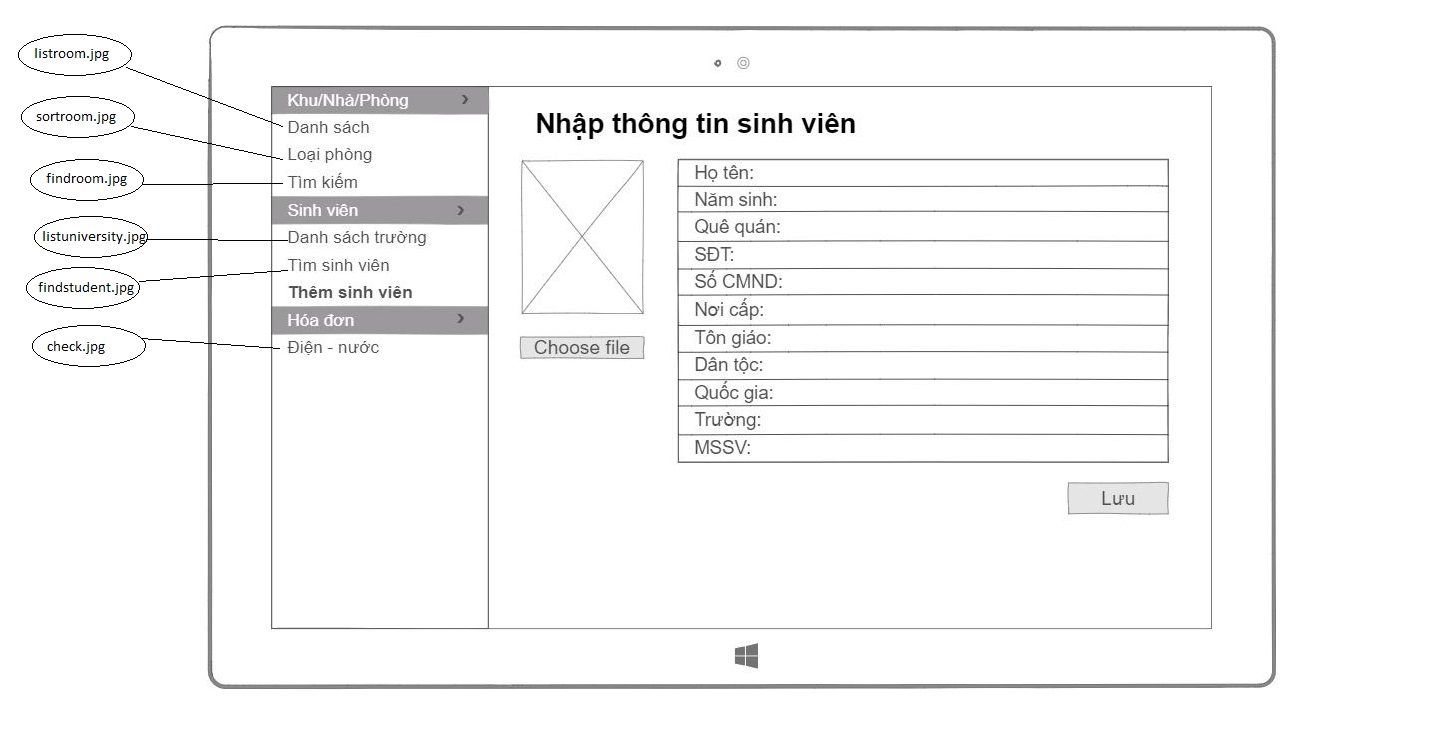 listroom.jpg
sortroom.jpg
findroom.jpg
listuniversity.jpg
findstudent.jpg
check.jpg
Khu/Nhà/Phòng
Danh sách
Loại phòng
Tìm kiếm
Sinh viên
Danh sách trường
Tìm sinh viên
Thêm sinh viên
Hóa đơn
Điện - nước
Nhập thông tin sinh viên
Choose file
Họ tên:
Năm sinh:
Quê quán:
SĐT:
Số CMND:
Nơi cấp:
Tôn giáo:
Dân tộc:
Quốc gia:
Trường:
MSSV:
Lưu